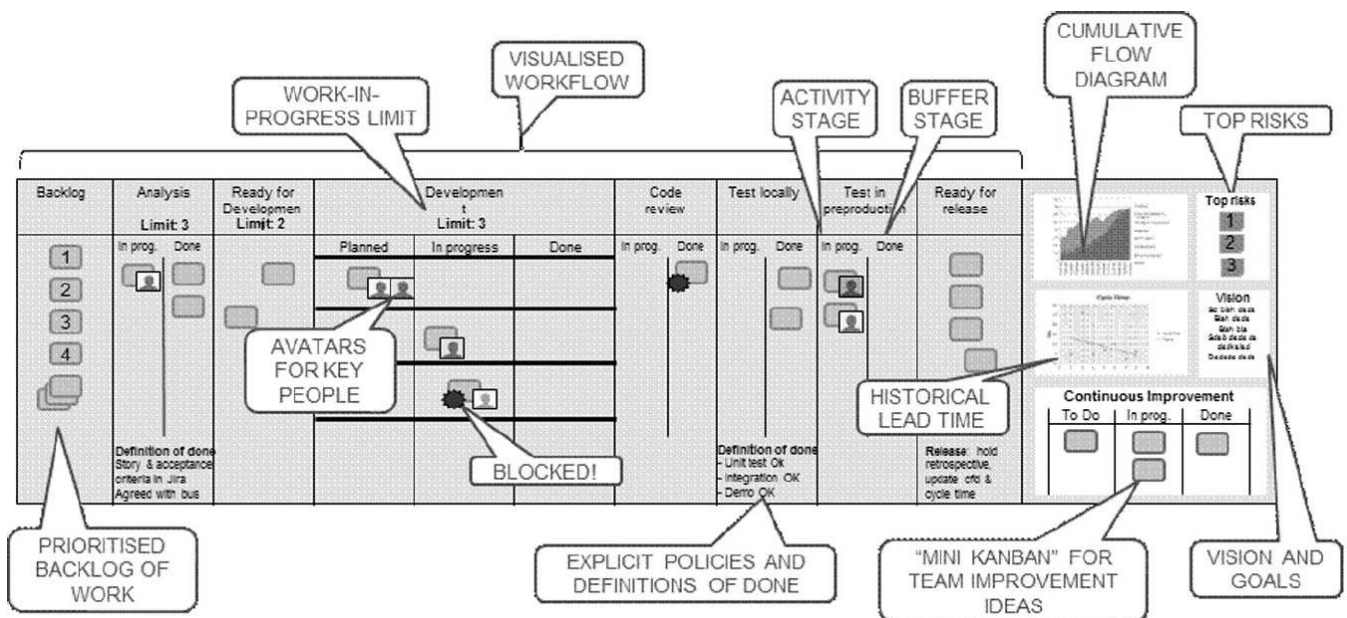 VISUALISED
WORKFLOW
CUMULATIVE
FLOW
DIAGRAM
WORK-IN-
PROGRESS LIMIT
ACTIVITY
STAGE
BUFFER
STAGE
TOP RISKS
Backlog
Analysis
Limit: 3
Ready for
Developmen
Limit: 2
Developmen
t
Limit: 3
Code
review
Test locally
Test in
preproduction
Ready for
release
In prog. Done
Planned
In progress
Done
In prog. Done
In prog. Done
In prog. Done
1
2
3
4
AVATARS
FOR KEY
PEOPLE
BLOCKED!
Definition of done
Story & acceptance
criteria in Jira
Agreed with bus
Definition of done
- Unit test Ok
- Integration OK
- Demo OK
Release: hold
retrospective,
update cfd &
cycle time
Top risks
1
2
3
Cycle Time
Vision
HISTORICAL
LEAD TIME
Continuous Improvement
To Do
In prog.
Done
PRIORITISED
BACKLOG OF
WORK
EXPLICIT POLICIES AND
DEFINITIONS OF DONE
"MINI KANBAN" FOR
TEAM IMPROVEMENT
IDEAS
VISION AND
GOALS